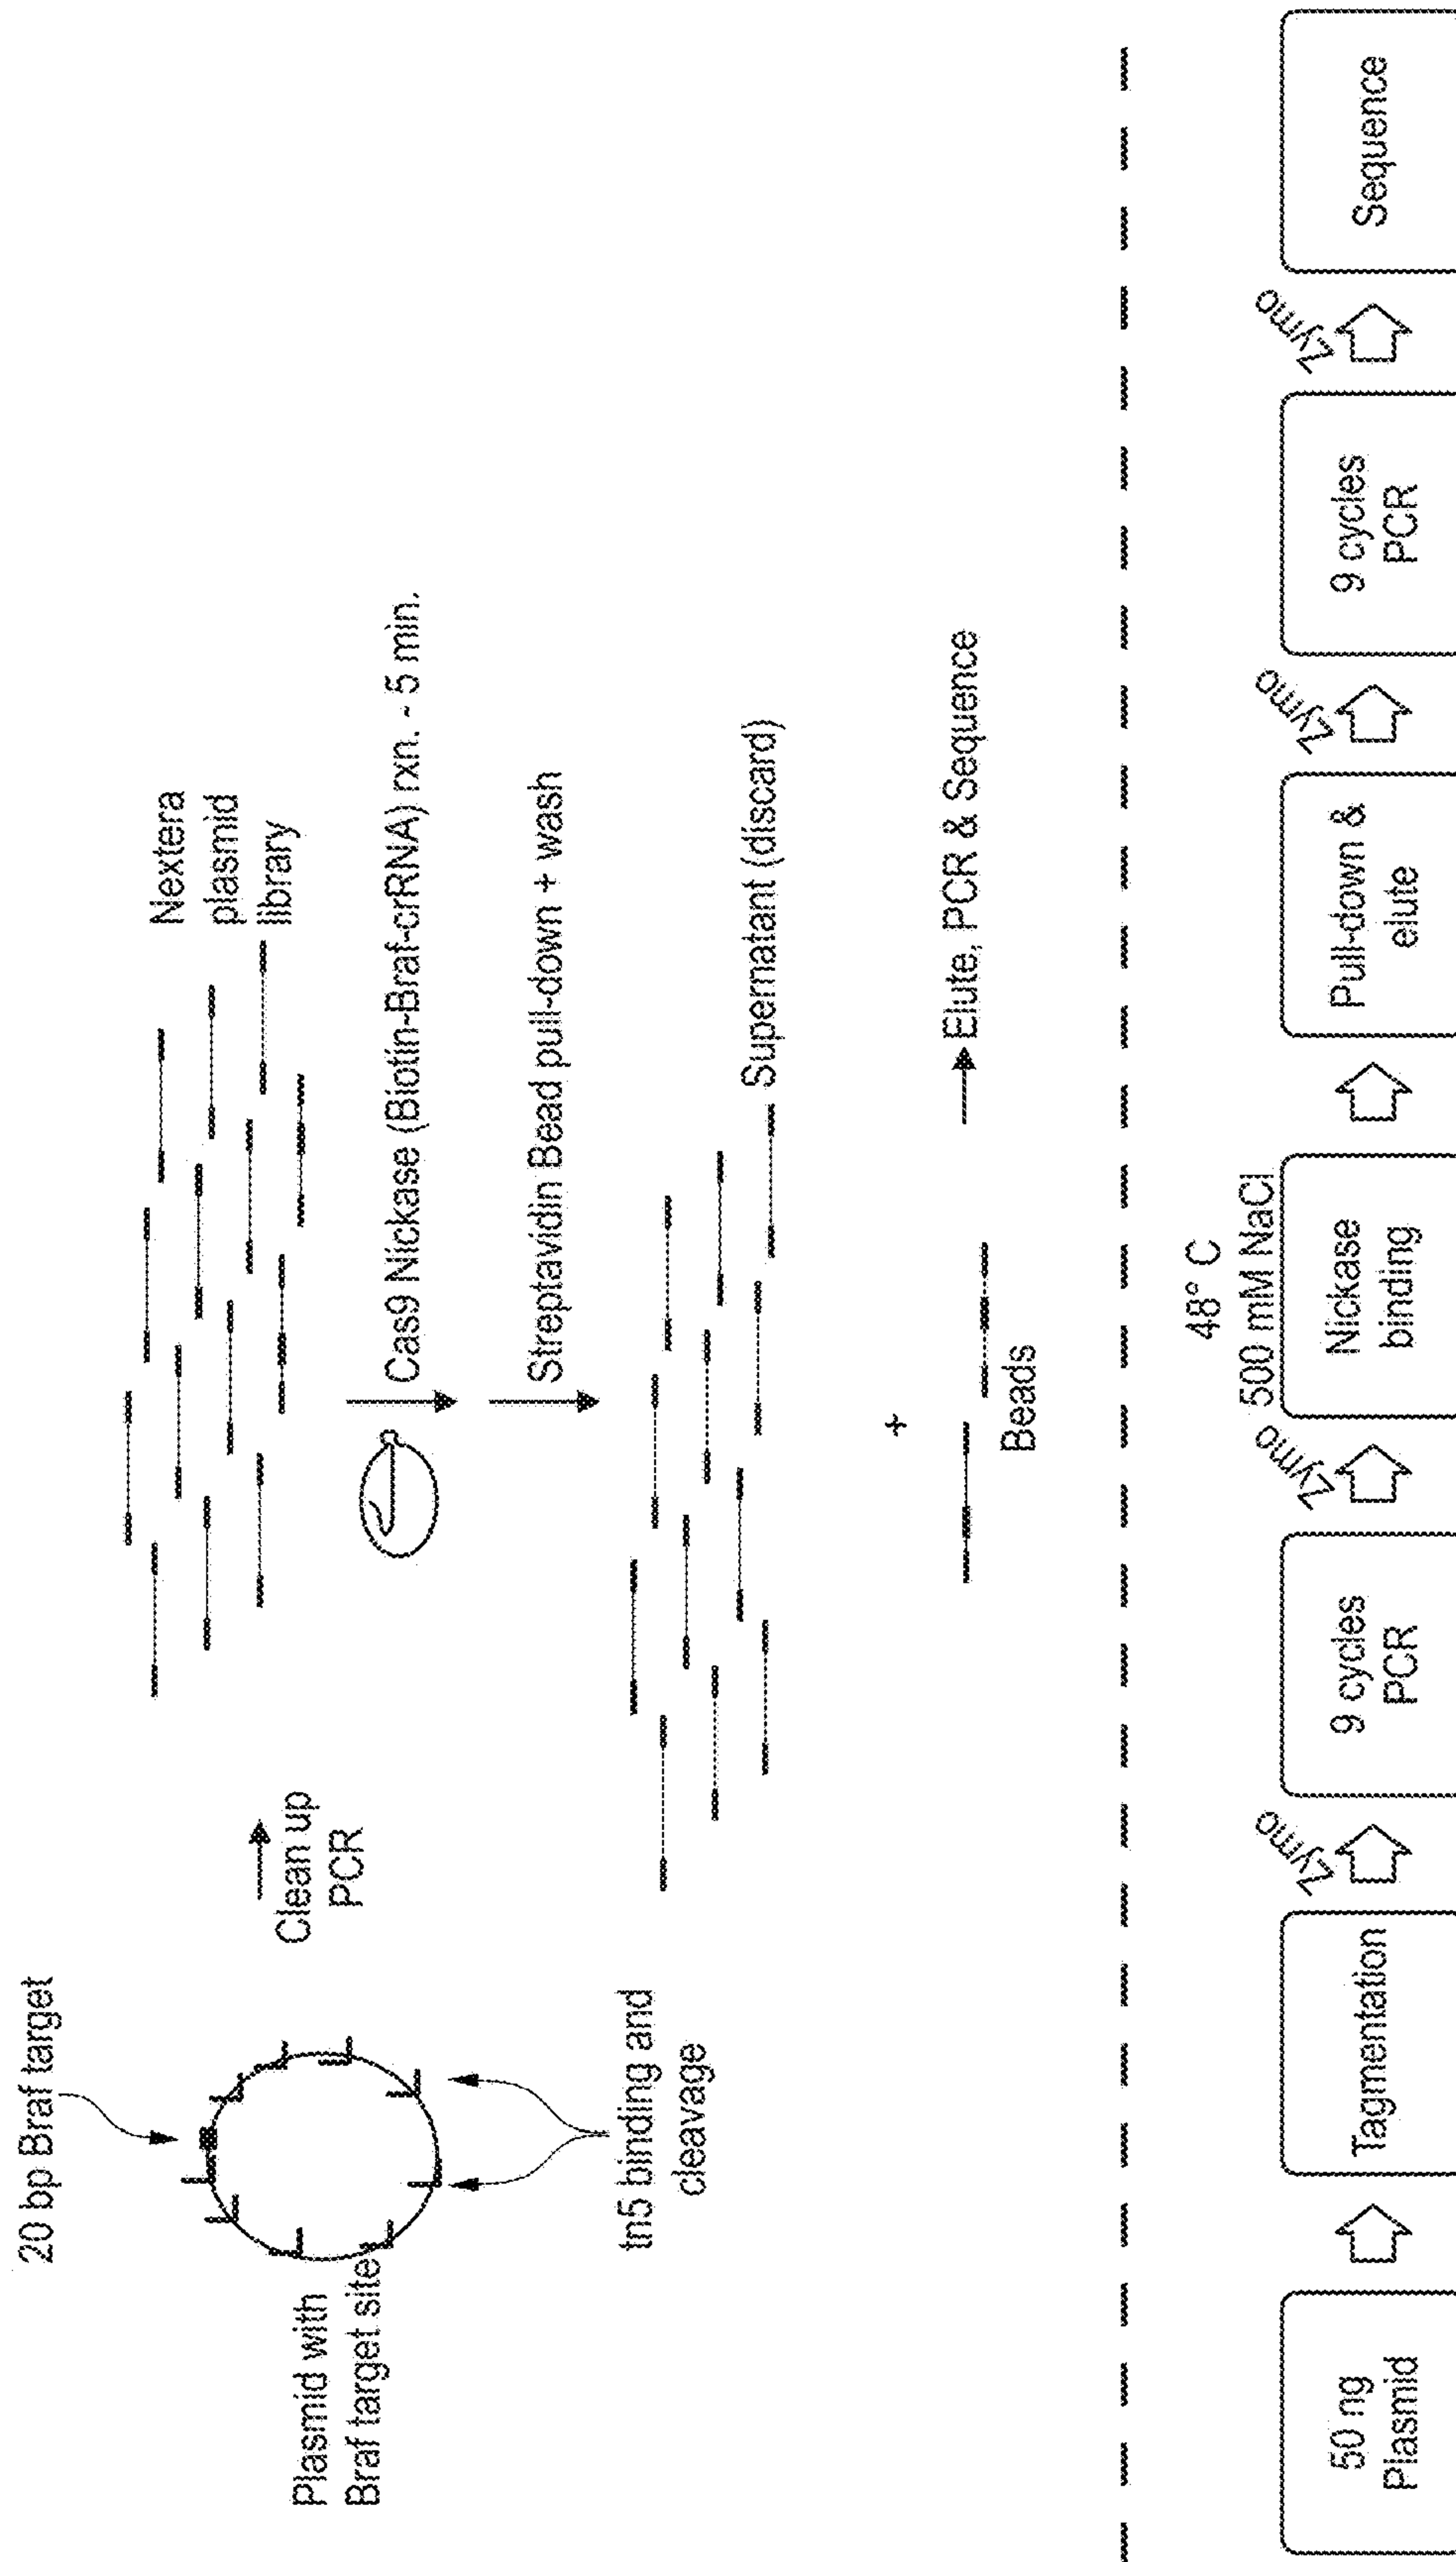 20 bp Braf target
Plasmid with
Braf target site
tn5 binding and
cleavage
Clean up
PCR
Nextera
plasmid
library
Cas9 Nickase (Biotin-Braf-crRNA) rxn. ~ 5 min.
Streptavidin Bead pull-down + wash
Supernatant (discard)
+
Beads
Elute, PCR & Sequence
50 ng
Plasmid
Tagmentation
Zymo
9 cycles
PCR
Zymo
48° C
500 mM NaCl
Nickase
binding
Pull-down &
elute
Zymo
9 cycles
PCR
Zymo
Sequence